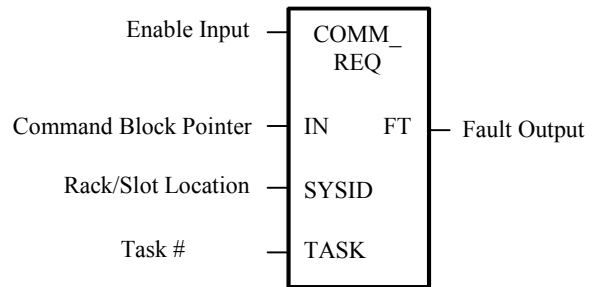 Enable Input
COMM_
REQ
Command Block Pointer IN FT Fault Output
Rack/Slot Location SYSID
Task # TASK